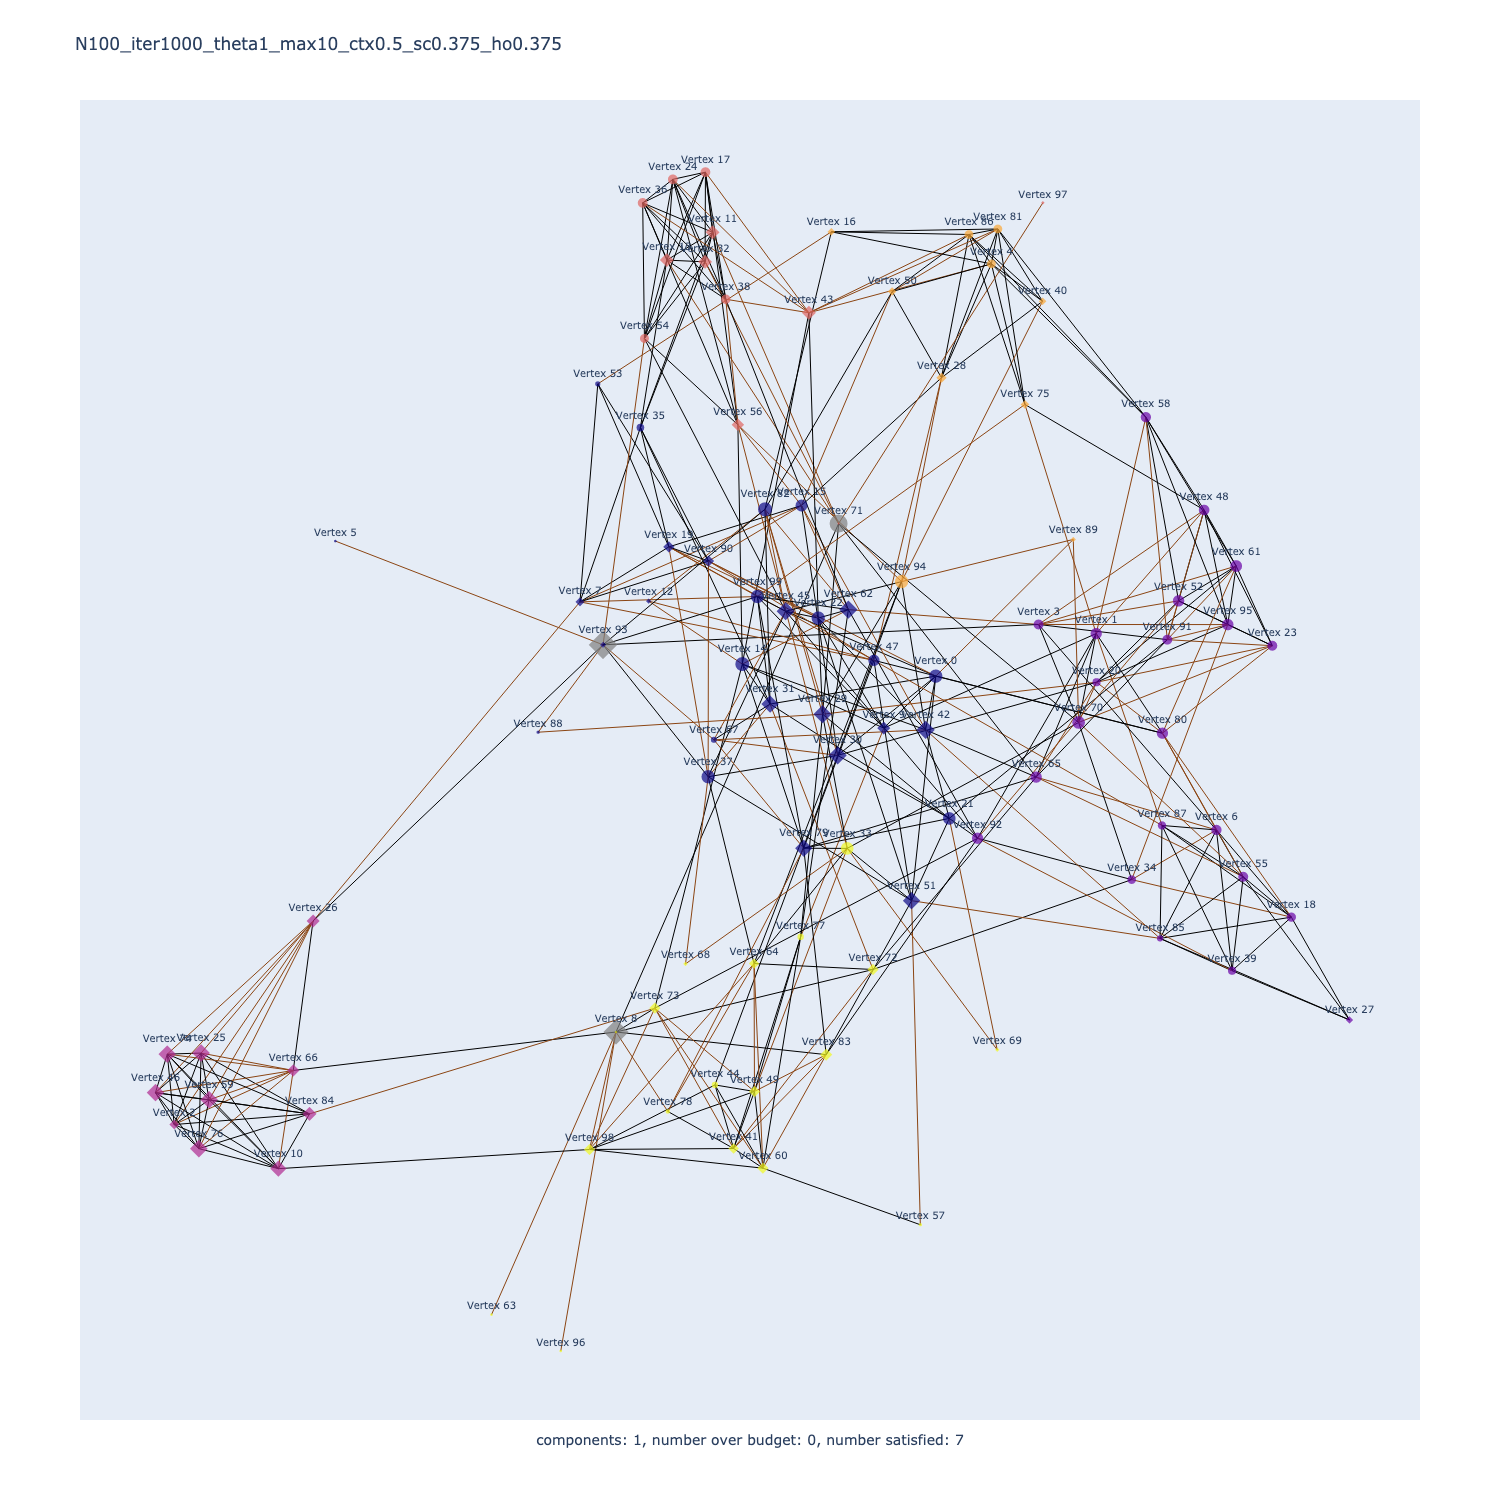 N100_iter1000_theta1_max10_ctx0.5_sc0.375_ho0.375
Vertex 17
Vertex 24
Vertex 97
Vertex 36
Vertex 11
Vertex 16
Vertex 86
Vertex 81
Vertex 32
Vertex 4
Vertex 38
Vertex 50
Vertex 40
Vertex 43
Vertex 54
Vertex 28
Vertex 53
Vertex 75
Vertex 58
Vertex 35
Vertex 56
Vertex 82
Vertex 15
Vertex 48
Vertex 71
Vertex 5
Vertex 19
Vertex 89
Vertex 90
Vertex 61
Vertex 94
Vertex 99
Vertex 7
Vertex 12
Vertex 45
Vertex 62
Vertex 52
Vertex 22
Vertex 3
Vertex 1
Vertex 95
Vertex 93
Vertex 91
Vertex 23
Vertex 14
Vertex 47
Vertex 0
Vertex 20
Vertex 31
Vertex 29
Vertex 70
Vertex 88
Vertex 67
Vertex 9
Vertex 42
Vertex 80
Vertex 30
Vertex 37
Vertex 65
Vertex 21
Vertex 87
Vertex 6
Vertex 79
Vertex 33
Vertex 92
Vertex 55
Vertex 34
Vertex 51
Vertex 18
Vertex 26
Vertex 77
Vertex 85
Vertex 68
Vertex 64
Vertex 72
Vertex 39
Vertex 73
Vertex 8
Vertex 27
Vertex 74
Vertex 25
Vertex 83
Vertex 69
Vertex 66
Vertex 46
Vertex 59
Vertex 44
Vertex 49
Vertex 84
Vertex 78
Vertex 2
Vertex 76
Vertex 98
Vertex 41
Vertex 10
Vertex 60
Vertex 57
Vertex 63
Vertex 96
components: 1, number over budget: 0, number satisfied: 7